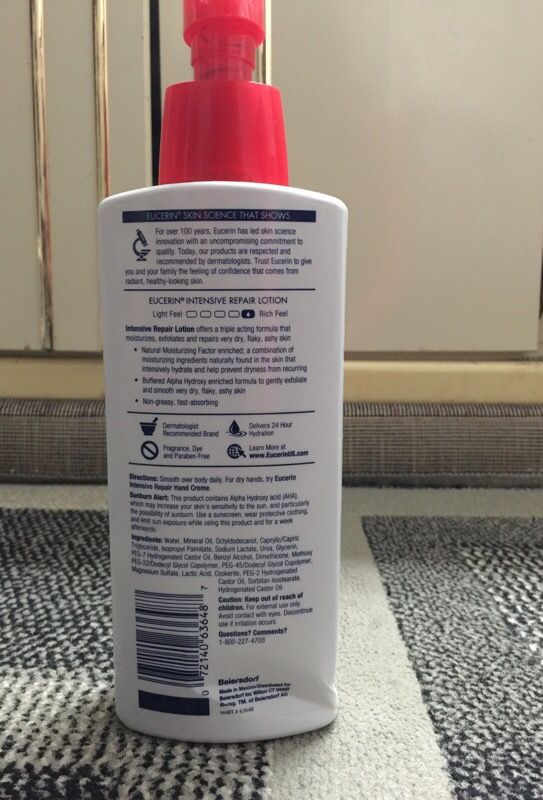 EUCERIN® SKIN SCIENCE THAT SHOWS
For over 100 years, Eucerin has led skin science
innovation with an uncompromising commitment to
quality. Today, our products are respected and
recommended by dermatologists. Trust Eucerin to give
you and your family the feeling of confidence that comes from
radiant, healthy-looking skin.
EUCERIN® INTENSIVE REPAIR LOTION
Light Feel Rich Feel
Intensive Repair Lotion offers a triple acting formula that
moisturizes, exfoliates and repairs very dry, flaky, ashy skin
• Natural Moisturizing Factor enriched; a combination of
moisturizing ingredients naturally found in the skin that
intensively hydrate and help prevent dryness from recurring
• Buffered Alpha Hydroxy enriched formula to gently exfoliate
and smooth very dry, flaky, ashy skin
• Non-greasy, fast-absorbing
Dermatologist
Recommended Brand
Delivers 24 Hour
Hydration
Fragrance, Dye
and Paraben-Free
Learn More at
www.EucerinUS.com
Directions: Smooth over body daily. For dry hands, try Eucerin
Intensive Repair Hand Creme.
Sunburn Alert: This product contains Alpha Hydroxy acid (AHA),
which may increase your skin's sensitivity to the sun, and particularly
the possibility of sunburn. Use a sunscreen, wear protective clothing,
and limit sun exposure while using this product and for a week
afterwards.
Ingredients: Water, Mineral Oil, Octyldodecanol, Caprylic/Capric
Triglyceride, Isopropyl Palmitate, Sodium Lactate, Urea, Glycerin,
PEG-7 Hydrogenated Castor Oil, Benzyl Alcohol, Dimethicone, Methoxy
PEG-22/Dodecyl Glycol Copolymer, PEG-45/Dodecyl Glycol Copolymer,
Magnesium Sulfate, Lactic Acid, Ozokerite, PEG-2 Hydrogenated
Castor Oil, Sorbitan Isostearate,
Hydrogenated Castor Oil.
Caution: Keep out of reach of
children. For external use only.
Avoid contact with eyes. Discontinue
use if irritation occurs.
Questions? Comments?
1-800-227-4703
0 72140 63648 7
Beiersdorf
Made in Mexico/Distributed by:
Beiersdorf Inc Wilton CT 06897
©=reg. TM. of Beiersdorf AG
HART # 63648